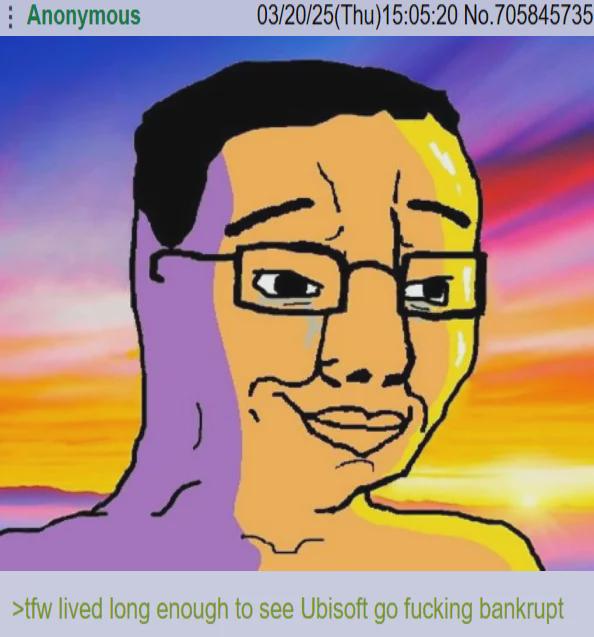 Anonymous 03/20/25(Thu)15:05:20 No.705845735
>tfw lived long enough to see Ubisoft go fucking bankrupt